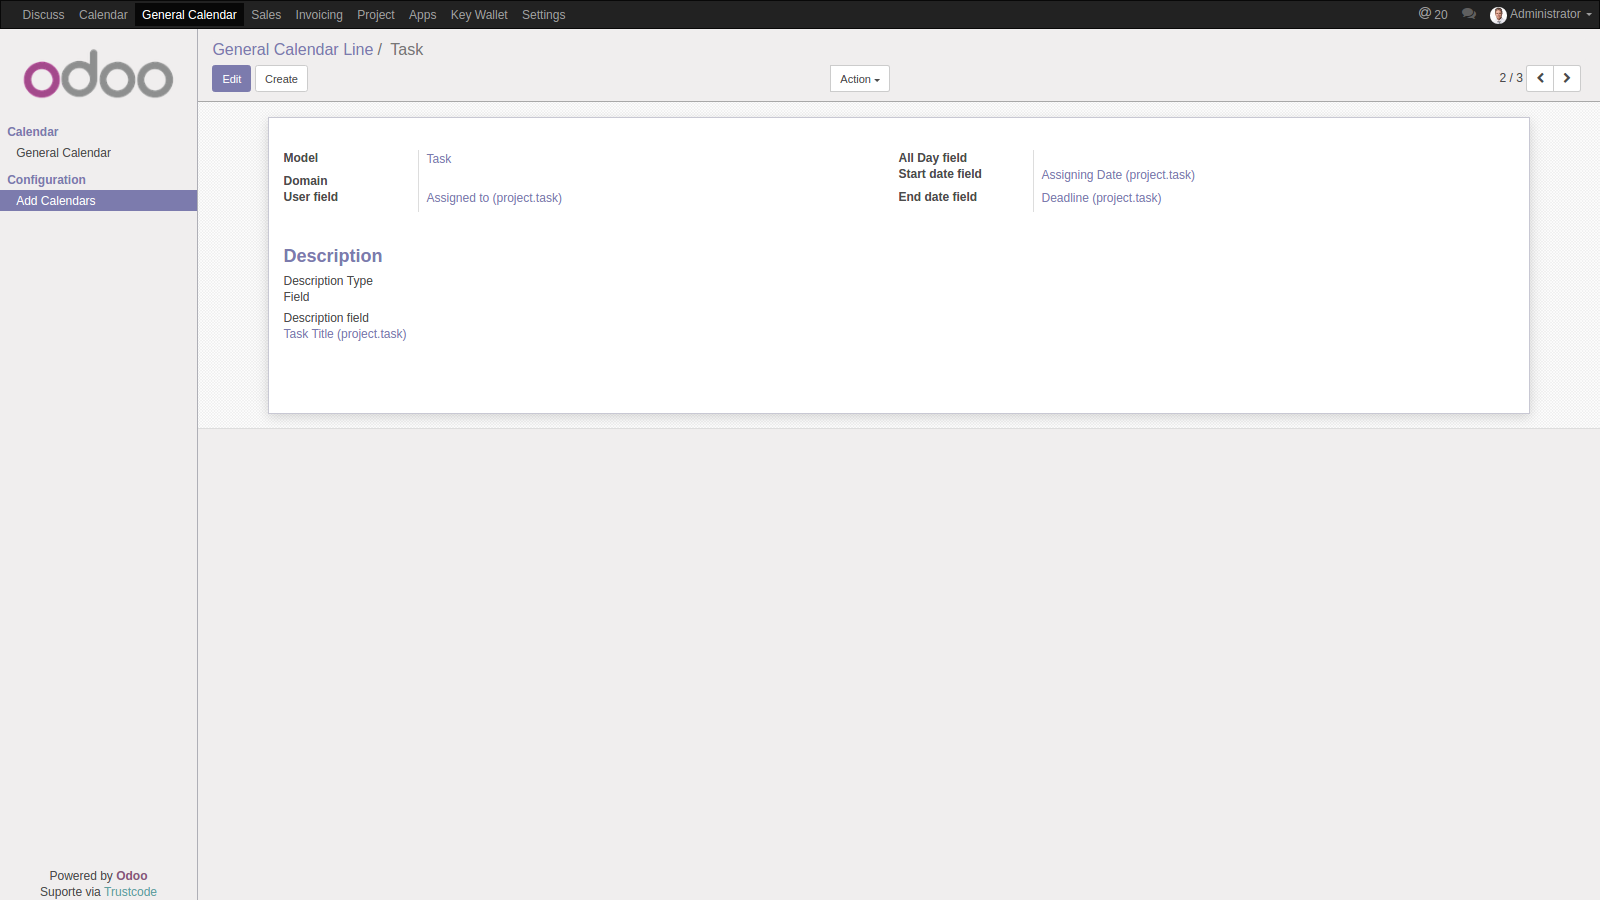 Discuss Calendar General Calendar Sales Invoicing Project Apps Key Wallet Settings @ 20 Administrator
odoo
Calendar
General Calendar
Configuration
Add Calendars
Powered by Odoo
Suporte via Trustcode
General Calendar Line / Task
Edit Create Action 2 / 3
Model Task
Domain
User field Assigned to (project.task)
All Day field
Start date field Assigning Date (project.task)
End date field Deadline (project.task)
Description
Description Type
Field
Description field
Task Title (project.task)